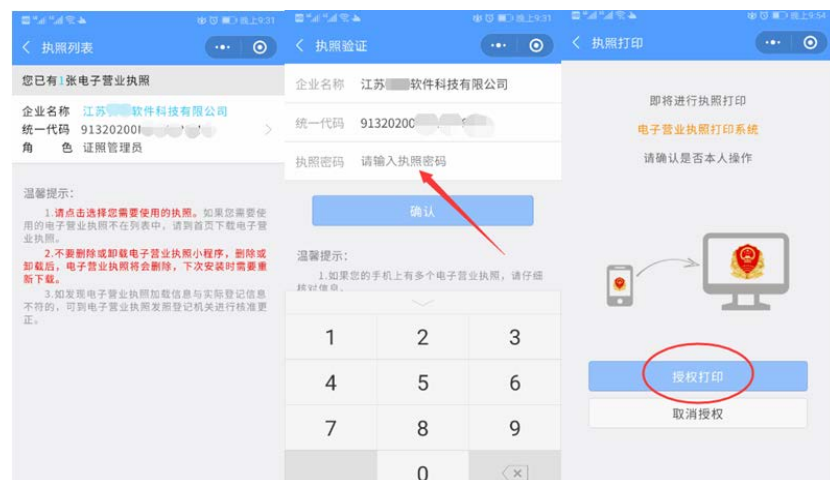 晚上9:31
执照列表
您已有1张电子营业执照
企业名称 江苏 软件科技有限公司
统一代码 91320200
角 色 证照管理员
温馨提示：
1.请点击选择您需要使用的执照。如果您需要使
用的电子营业执照不在列表中，请到首页下载电子营
业执照。
2.不要删除或卸载电子营业执照小程序，删除或
卸载后，电子营业执照将会删除，下次安装时需要重
新下载。
3.如发现电子营业执照加载信息与实际登记信息
不符的，可到电子营业执照发照登记机关进行核准更
正。
晚上9:31
执照验证
企业名称 江苏 软件科技有限公司
统一代码 91320200
执照密码 请输入执照密码
确认
温馨提示：
1.如果您的手机上有多个电子营业执照，请仔细
核对信息。
1 2 3
4 5 6
7 8 9
0
晚上9:54
执照打印
即将进行执照打印
电子营业执照打印系统
请确认是否本人操作
授权打印
取消授权